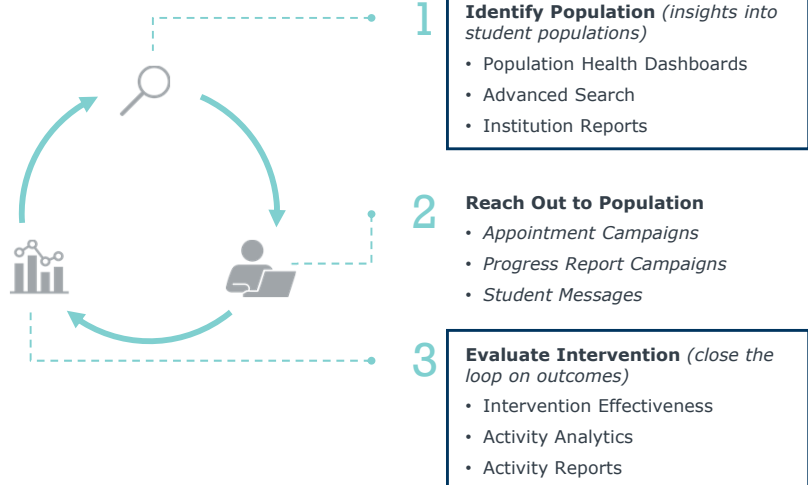 1
Identify Population (insights into
student populations)
• Population Health Dashboards
• Advanced Search
• Institution Reports
2
Reach Out to Population
• Appointment Campaigns
• Progress Report Campaigns
• Student Messages
3
Evaluate Intervention (close the
loop on outcomes)
• Intervention Effectiveness
• Activity Analytics
• Activity Reports